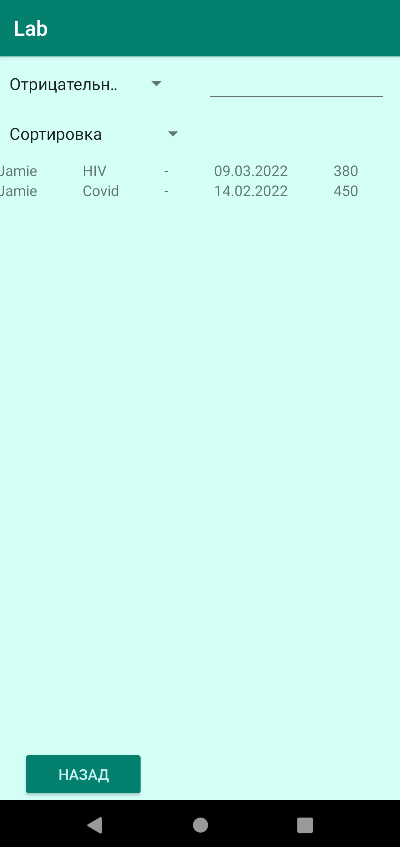 Lab
Отрицательн..
Сортировка
Jamie HIV - 09.03.2022 380
Jamie Covid - 14.02.2022 450
НАЗАД